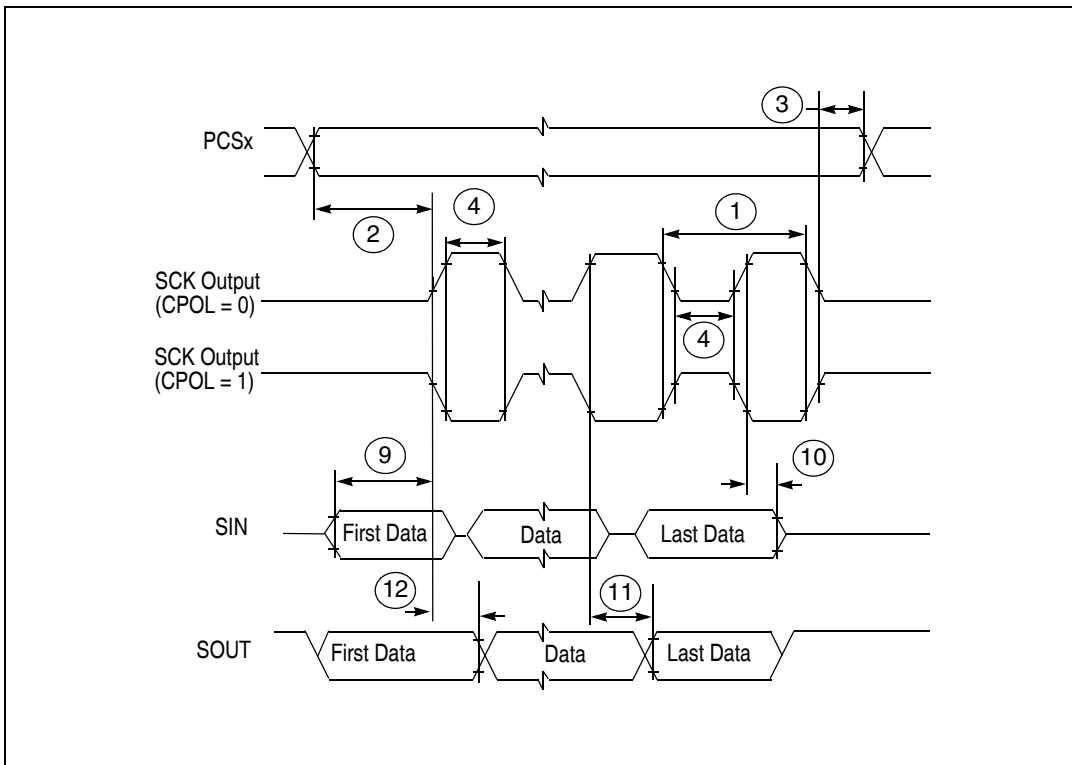 3
PCSx
4
1
2
SCK Output
(CPOL = 0)
4
SCK Output
(CPOL = 1)
9
10
SIN
First Data
Data
Last Data
12
11
SOUT
First Data
Data
Last Data